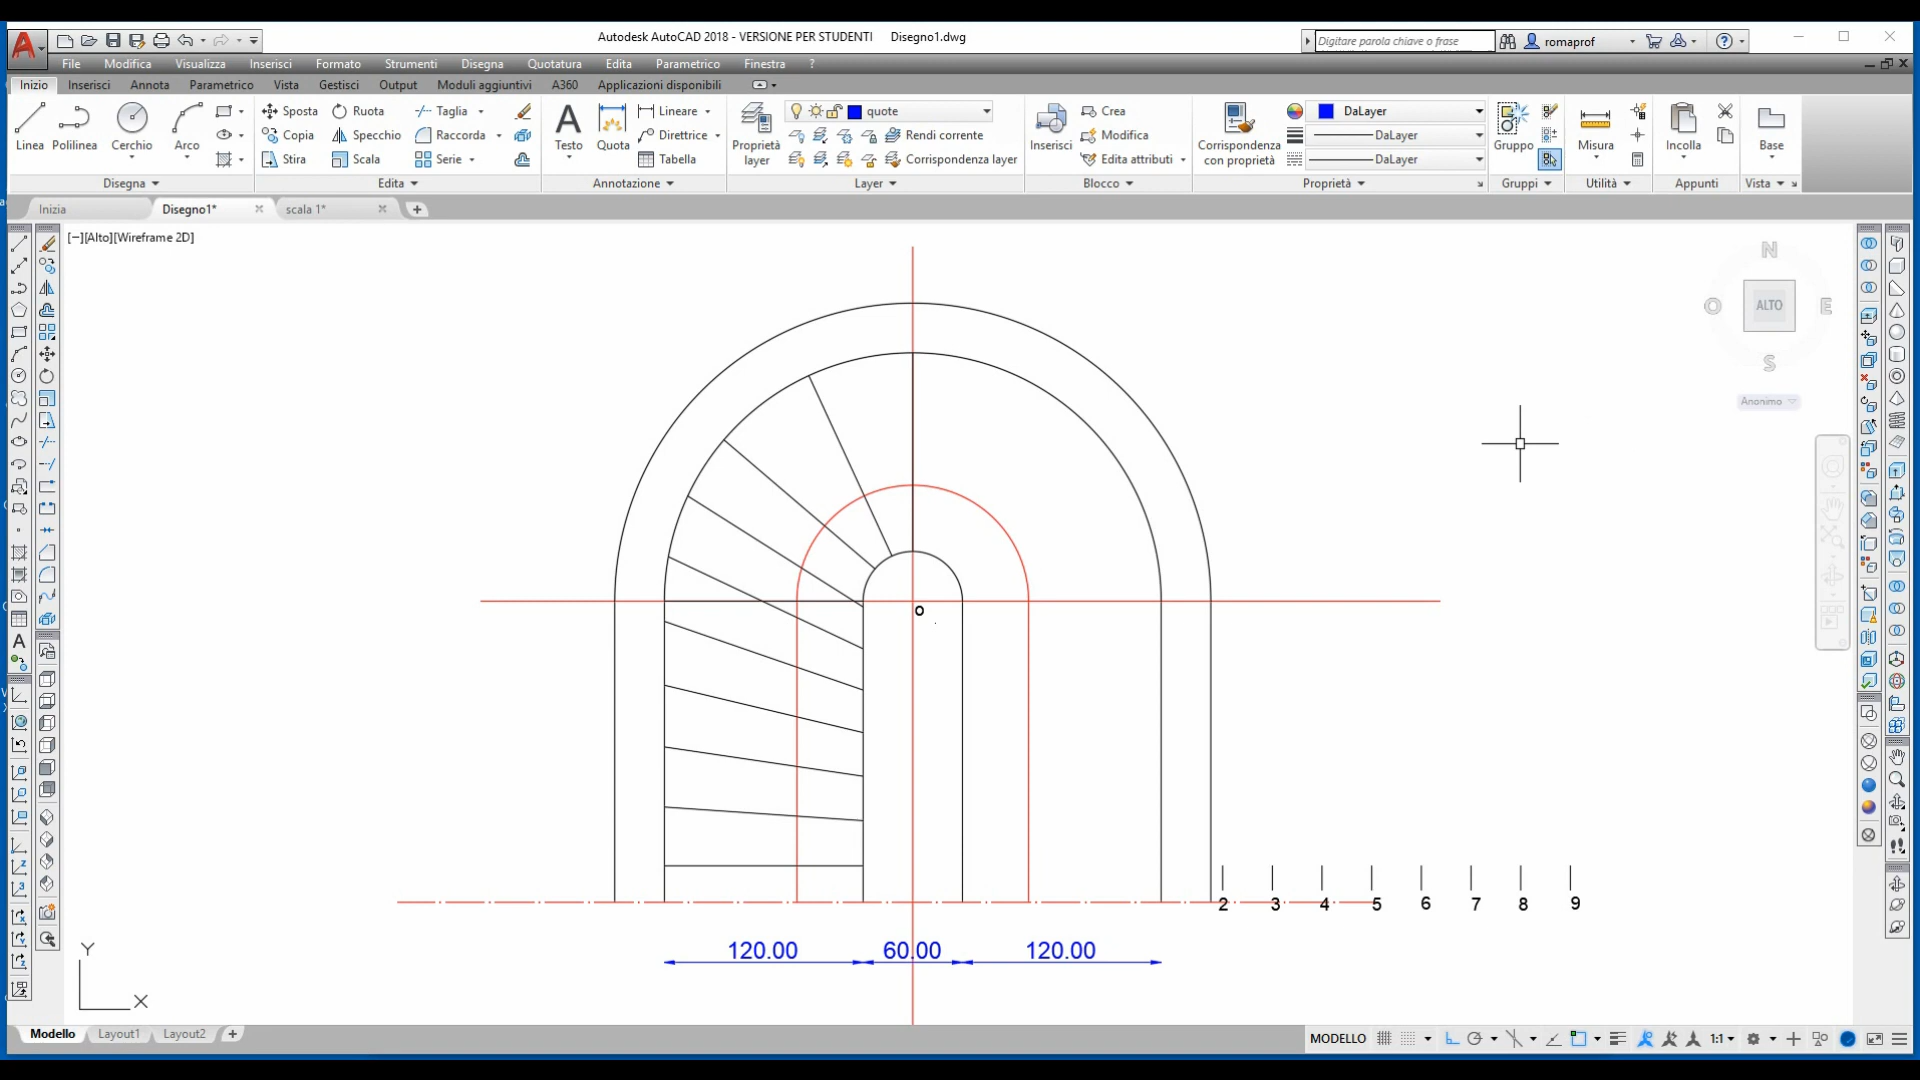 Autodesk AutoCAD 2018 - VERSIONE PER STUDENTI Disegno1.dwg
Digitare parola chiave o frase
romaprof
File Modifica Visualizza Inserisci Formato Strumenti Disegna Quotatura Edita Parametrico Finestra ?
Inizio Inserisci Annota Parametrico Vista Gestisci Output Moduli aggiuntivi A360 Applicazioni disponibili
Linea Polilinea Cerchio Arco
Sposta Ruota Taglia
Copia Specchio Raccorda
Stira Scala Serie
Testo Quota
Lineare
Direttrice
Tabella
Proprietà layer
quote
Rendi corrente
Corrispondenza layer
Inserisci
Crea
Modifica
Edita attributi
Corrispondenza con proprietà
DaLayer
DaLayer
DaLayer
Gruppo Misura Incolla Base
Disegna Edita Annotazione Layer Blocco Proprietà Gruppi Utilità Appunti Vista
Inizia Disegno1* scala 1*
[−][Alto][Wireframe 2D]
N
O ALTO E
S
Anonimo
O
2 3 4 5 6 7 8 9
120.00 60.00 120.00
Y
X
Modello Layout1 Layout2
MODELLO 1:1